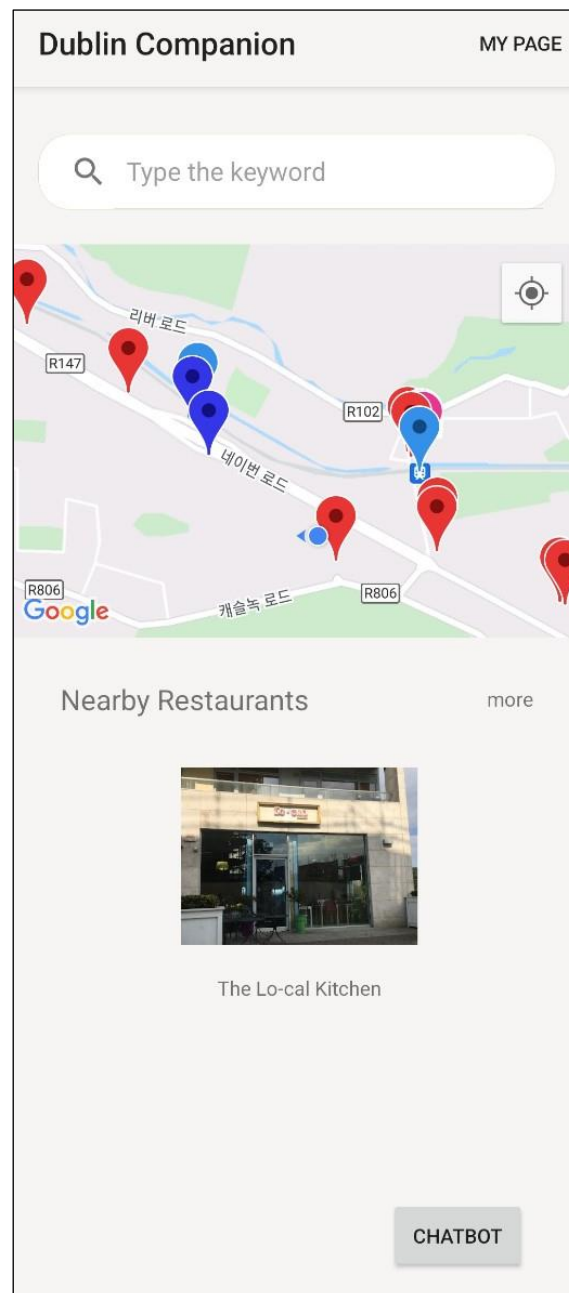 Dublin Companion
MY PAGE
Type the keyword
리버 로드
R147
R102
네이번 로드
R806
캐슬녹 로드
R806
Google
Nearby Restaurants
more
The Lo-cal Kitchen
CHATBOT